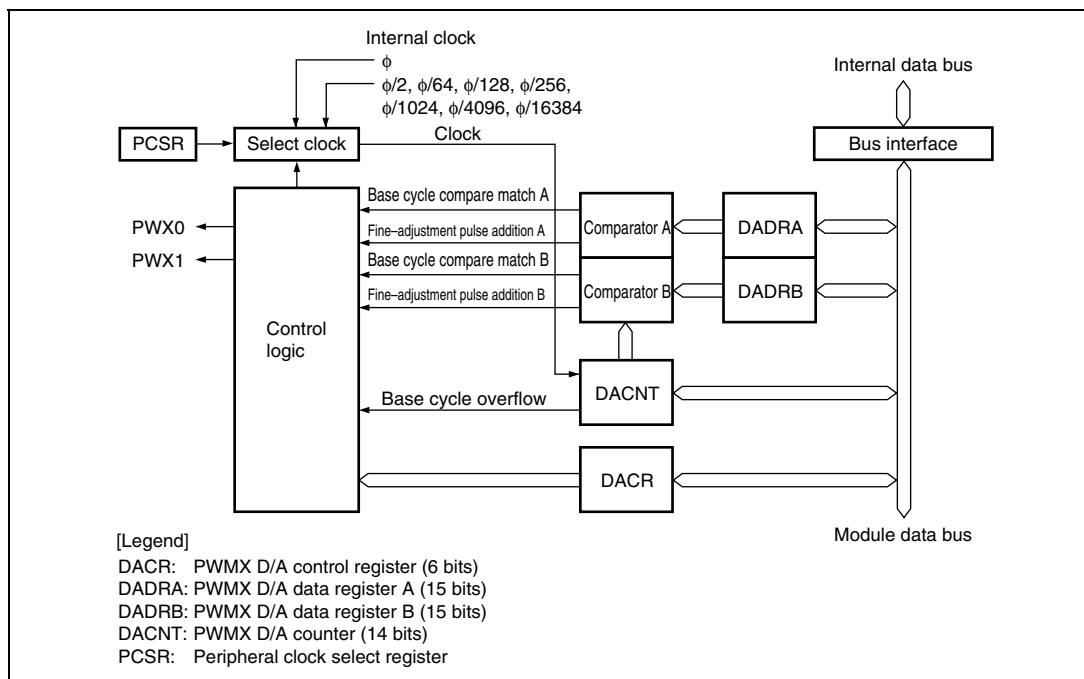 Internal clock
ϕ
ϕ/2, ϕ/64, ϕ/128, ϕ/256,
ϕ/1024, ϕ/4096, ϕ/16384
Internal data bus
PCSR
Select clock
Clock
Bus interface
Base cycle compare match A
Fine–adjustment pulse addition A
Base cycle compare match B
Fine–adjustment pulse addition B
Comparator A
DADRA
Comparator B
DADRB
PWX0
PWX1
Control
logic
Base cycle overflow
DACNT
DACR
Module data bus
[Legend]
DACR: PWMX D/A control register (6 bits)
DADRA: PWMX D/A data register A (15 bits)
DADRB: PWMX D/A data register B (15 bits)
DACNT: PWMX D/A counter (14 bits)
PCSR: Peripheral clock select register